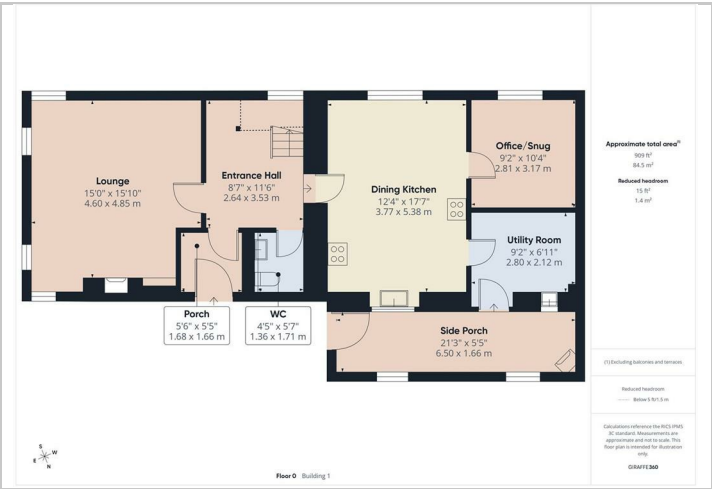 Lounge
15'0" x 15'10"
4.60 x 4.85 m
Entrance Hall
8'7" x 11'6"
2.64 x 3.53 m
Dining Kitchen
12'4" x 17'7"
3.77 x 5.38 m
Office/Snug
9'2" x 10'4"
2.81 x 3.17 m
Utility Room
9'2" x 6'11"
2.80 x 2.12 m
Porch
5'6" x 5'5"
1.68 x 1.66 m
WC
4'5" x 5'7"
1.36 x 1.71 m
Side Porch
21'3" x 5'5"
6.50 x 1.66 m
S
W
E
N
Floor 0 Building 1
Approximate total area(1)
909 ft²
84.5 m²
Reduced headroom
15 ft²
1.4 m²
(1) Excluding balconies and terraces
Reduced headroom
Below 5 ft/1.5 m
Calculations reference the RICS IPMS
3C standard. Measurements are
approximate and not to scale. This
floor plan is intended for illustration
only.
GIRAFFE360